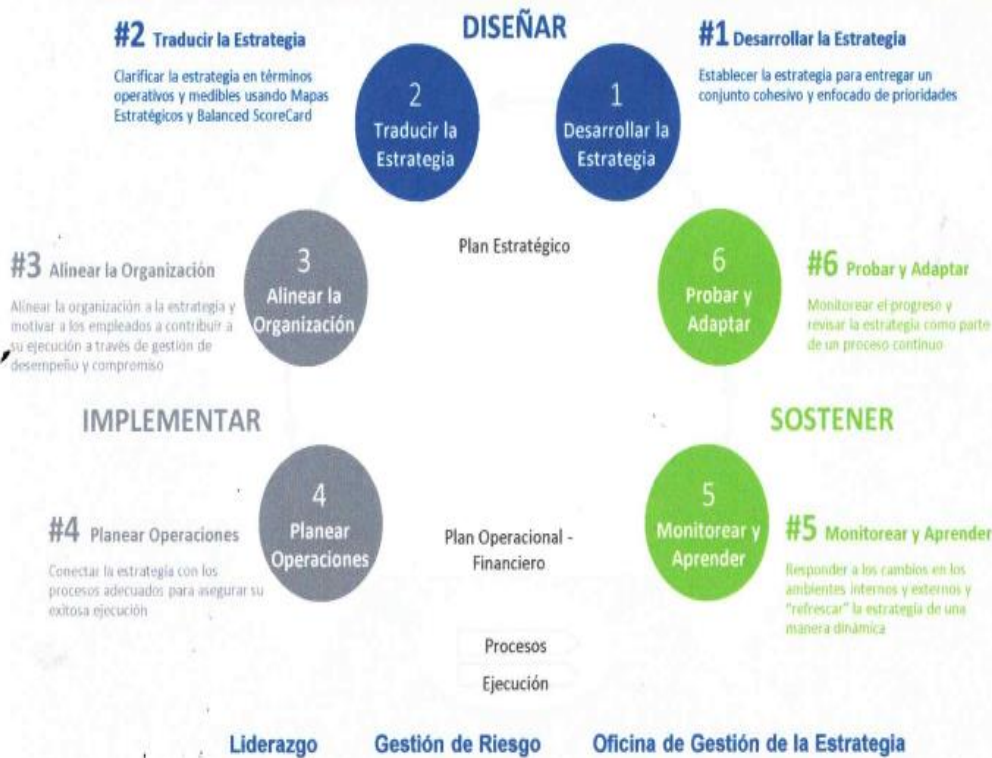 DISEÑAR
#2 Traducir la Estrategia
Clarificar la estrategia en términos
operativos y medibles usando Mapas
Estratégicos y Balanced ScoreCard
2
Traducir la
Estrategia
1
Desarrollar la
Estrategia
#1 Desarrollar la Estrategia
Establecer la estrategia para entregar un
conjunto cohesivo y enfocado de prioridades
#3 Alinear la Organización
Alinear la organización a la estrategia y
motivar a los empleados a contribuir a
su ejecución a través de gestión de
desempeño y compromiso
3
Alinear la
Organización
Plan Estratégico
6
Probar y
Adaptar
#6 Probar y Adaptar
Monitorear el progreso y
revisar la estrategia como parte
de un proceso continuo
IMPLEMENTAR
SOSTENER
#4 Planear Operaciones
Conectar la estrategia con los
procesos adecuados para asegurar su
exitosa ejecución
4
Planear
Operaciones
Plan Operacional -
Financiero
5
Monitorear y
Aprender
#5 Monitorear y Aprender
Responder a los cambios en los
ambientes internos y externos y
"refrescar" la estrategia de una
manera dinámica
Procesos
Ejecución
Liderazgo
Gestión de Riesgo
Oficina de Gestión de la Estrategia